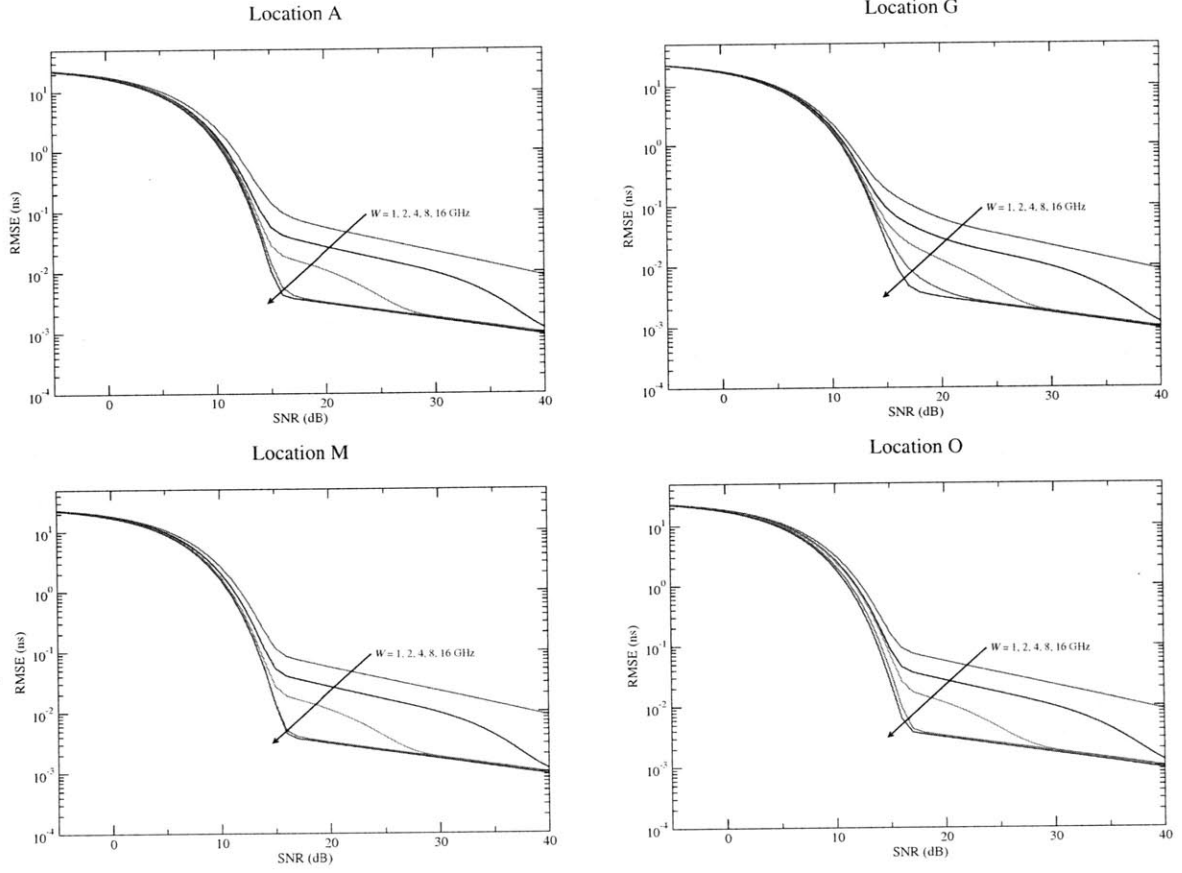 Location A
RMSE (ns)
10^1
10^0
10^-1
10^-2
10^-3
10^-4
W = 1, 2, 4, 8, 16 GHz
0
10
20
30
40
SNR (dB)
Location G
RMSE (ns)
10^1
10^0
10^-1
10^-2
10^-3
10^-4
W = 1, 2, 4, 8, 16 GHz
0
10
20
30
40
SNR (dB)
Location M
RMSE (ns)
10^1
10^0
10^-1
10^-2
10^-3
10^-4
W = 1, 2, 4, 8, 16 GHz
0
10
20
30
40
SNR (dB)
Location O
RMSE (ns)
10^1
10^0
10^-1
10^-2
10^-3
10^-4
W = 1, 2, 4, 8, 16 GHz
0
10
20
30
40
SNR (dB)